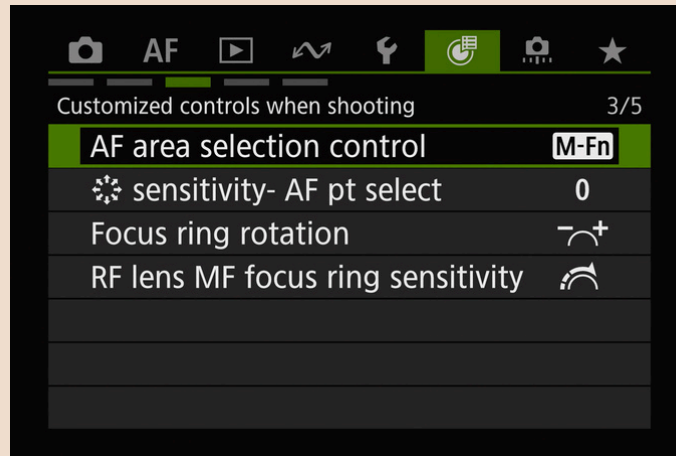 AF
Customized controls when shooting 3/5
AF area selection control M-Fn
sensitivity- AF pt select 0
Focus ring rotation
RF lens MF focus ring sensitivity